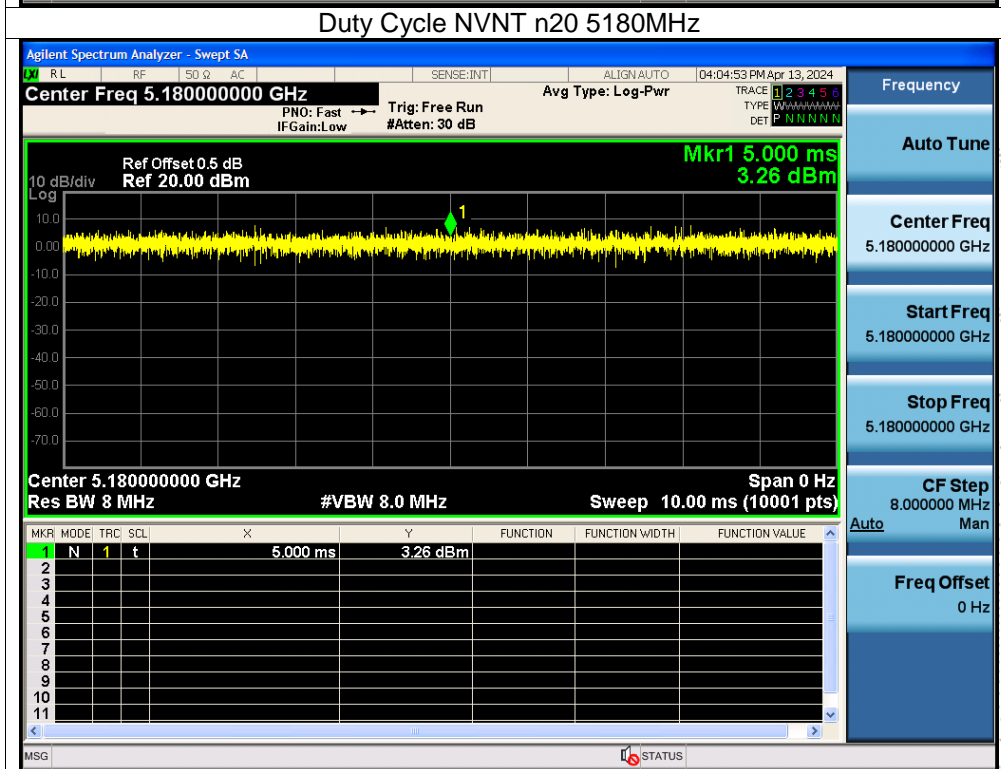 Duty Cycle NVNT n20 5180MHz
Agilent Spectrum Analyzer - Swept SA
LXI RL RF 50 Ω AC SENSE:INT ALIGN AUTO 04:04:53 PM Apr 13, 2024
Center Freq 5.180000000 GHz
PNO: Fast
IFGain:Low
Trig: Free Run
#Atten: 30 dB
Avg Type: Log-Pwr
TRACE 1 2 3 4 5 6
TYPE WWWWWW
DET P N N N N N
Mkr1 5.000 ms
3.26 dBm
Ref Offset 0.5 dB
10 dB/div Ref 20.00 dBm
Log
10.0
0.00
-10.0
-20.0
-30.0
-40.0
-50.0
-60.0
-70.0
1
Center 5.180000000 GHz Span 0 Hz
Res BW 8 MHz #VBW 8.0 MHz Sweep 10.00 ms (10001 pts)
MKR MODE TRC SCL X Y FUNCTION FUNCTION WIDTH FUNCTION VALUE
1 N 1 t 5.000 ms 3.26 dBm
2
3
4
5
6
7
8
9
10
11
MSG STATUS
Frequency
Auto Tune
Center Freq
5.180000000 GHz
Start Freq
5.180000000 GHz
Stop Freq
5.180000000 GHz
CF Step
8.000000 MHz
Auto Man
Freq Offset
0 Hz